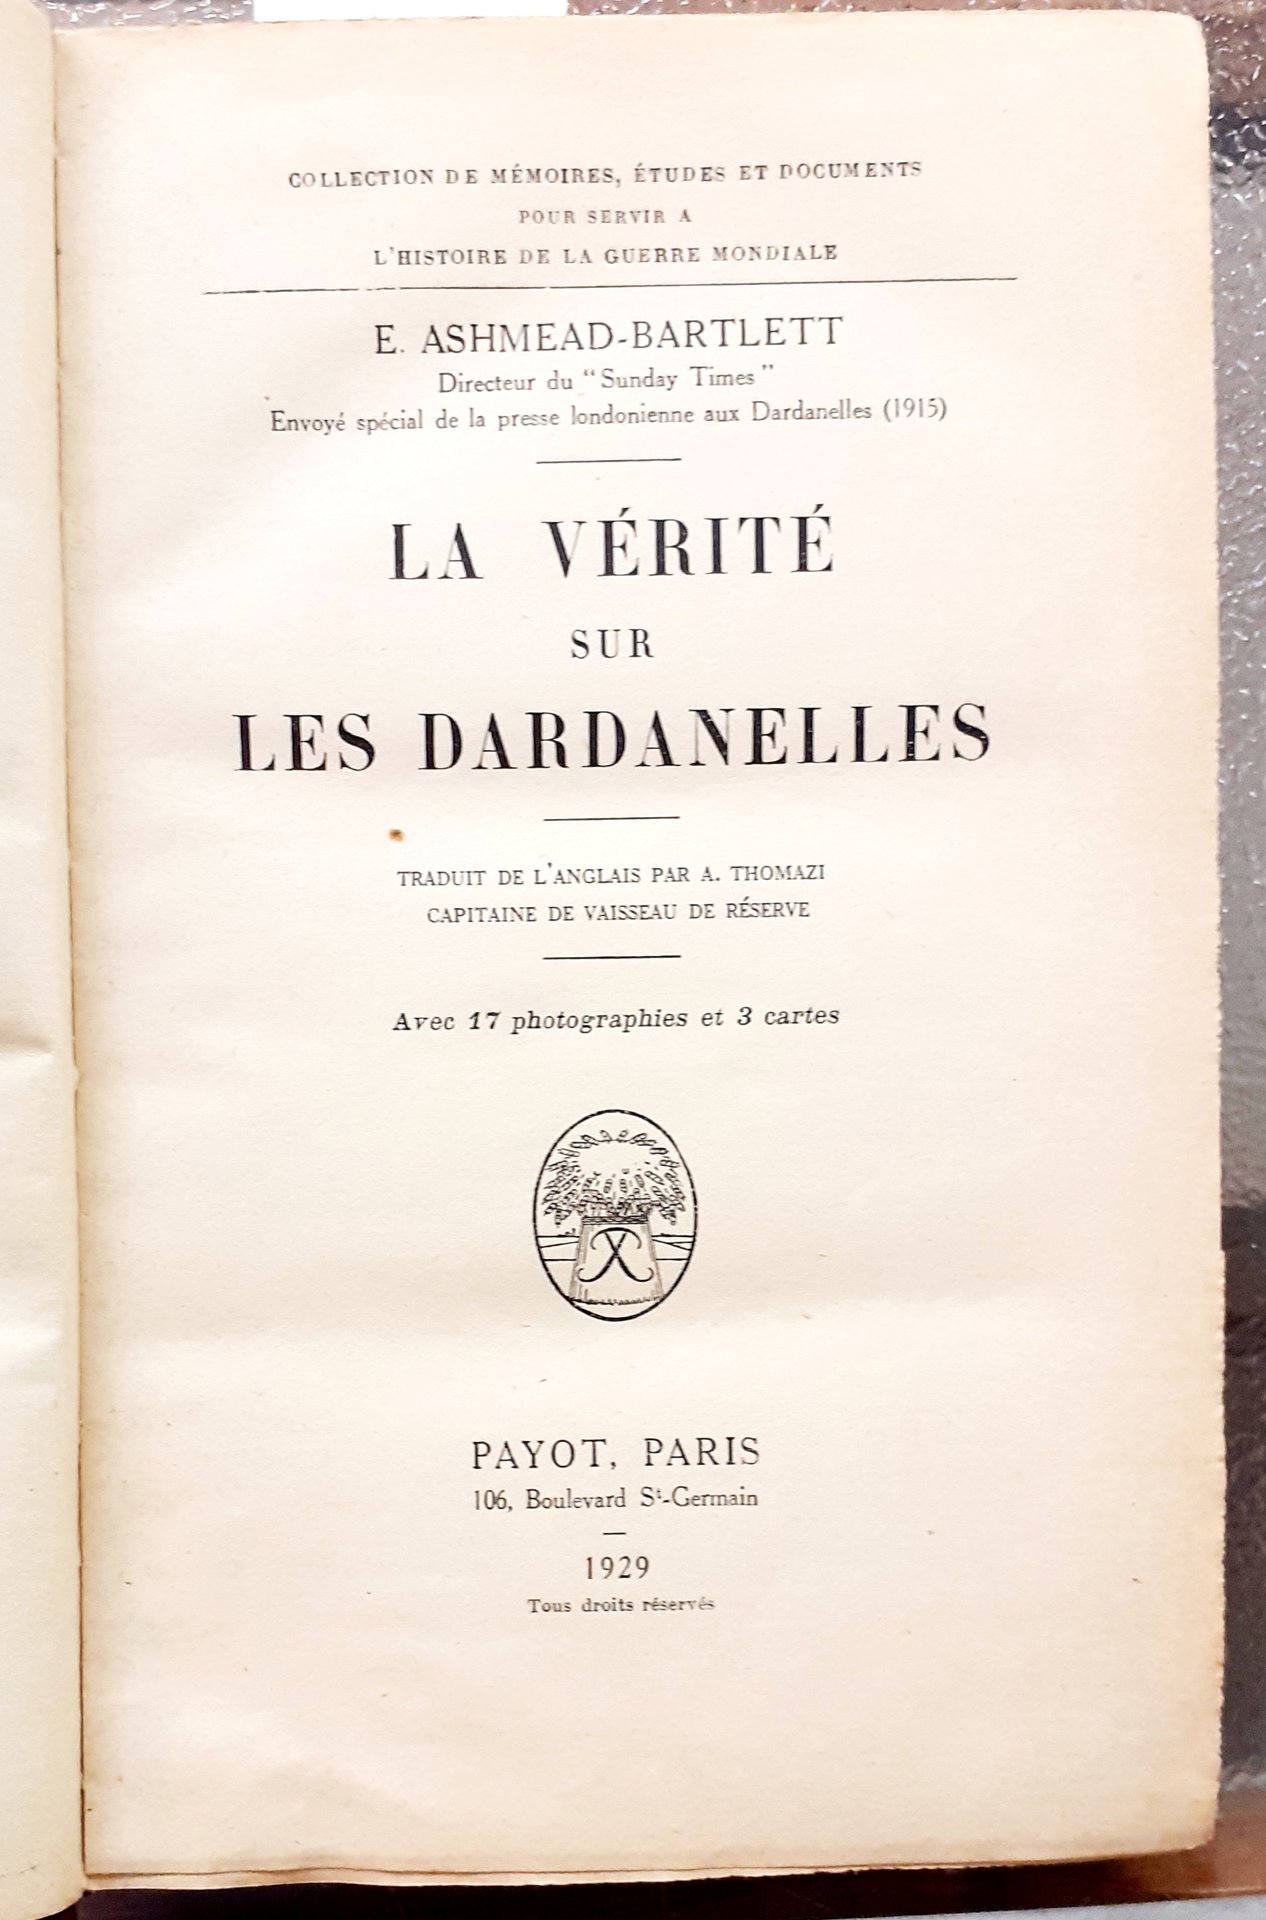 COLLECTION DE MÉMOIRES, ÉTUDES ET DOCUMENTS
POUR SERVIR A
L'HISTOIRE DE LA GUERRE MONDIALE
E. ASHMEAD-BARTLETT
Directeur du "Sunday Times"
Envoyé spécial de la presse londonienne aux Dardanelles (1915)
LA VÉRITÉ
SUR
LES DARDANELLES
TRADUIT DE L'ANGLAIS PAR A. THOMAZI
CAPITAINE DE VAISSEAU DE RÉSERVE
Avec 17 photographies et 3 cartes
PAYOT, PARIS
106, Boulevard St-Germain
1929
Tous droits réservés